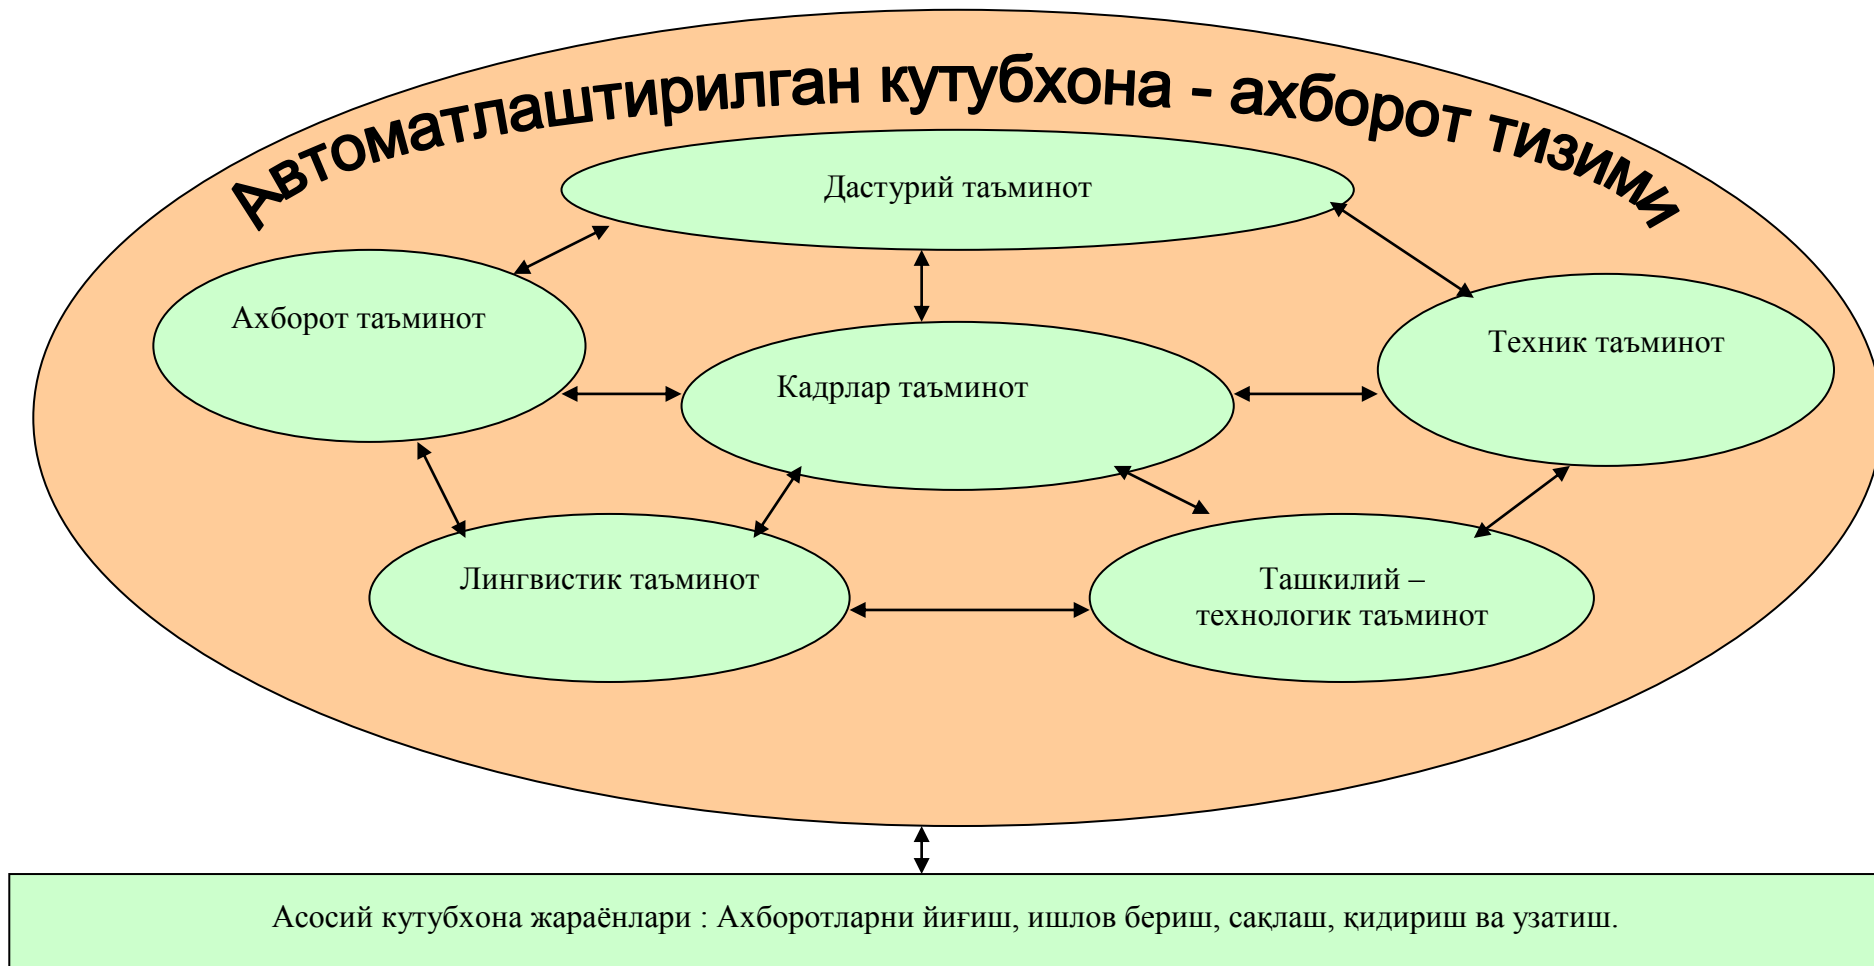 Автоматлаштирилган кутубхона - ахборот тизими
Дастурий таъминот
Ахборот таъминот
Техник таъминот
Кадрлар таъминот
Лингвистик таъминот
Ташкилий –
технологик таъминот
Асосий кутубхона жараёнлари : Ахборотларни йиғиш, ишлов бериш, сақлаш, қидириш ва узатиш.